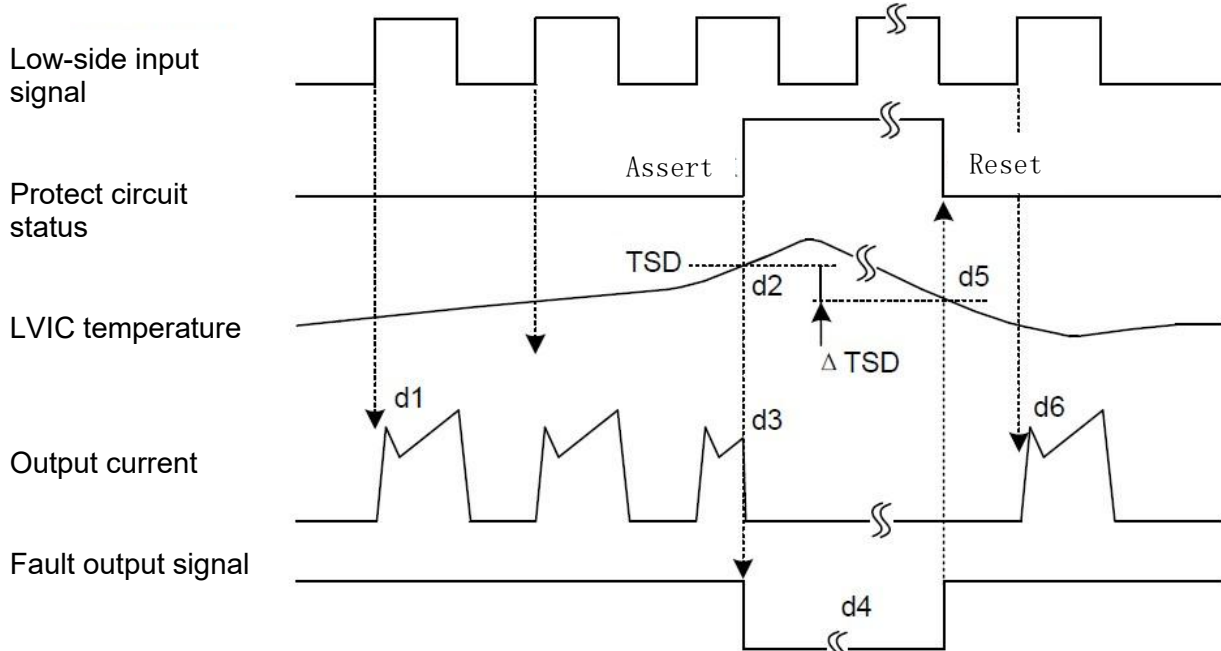 Low-side input
signal
Assert
Reset
Protect circuit
status
TSD
d2
d5
LVIC temperature
Δ TSD
d1
d3
d6
Output current
Fault output signal
d4